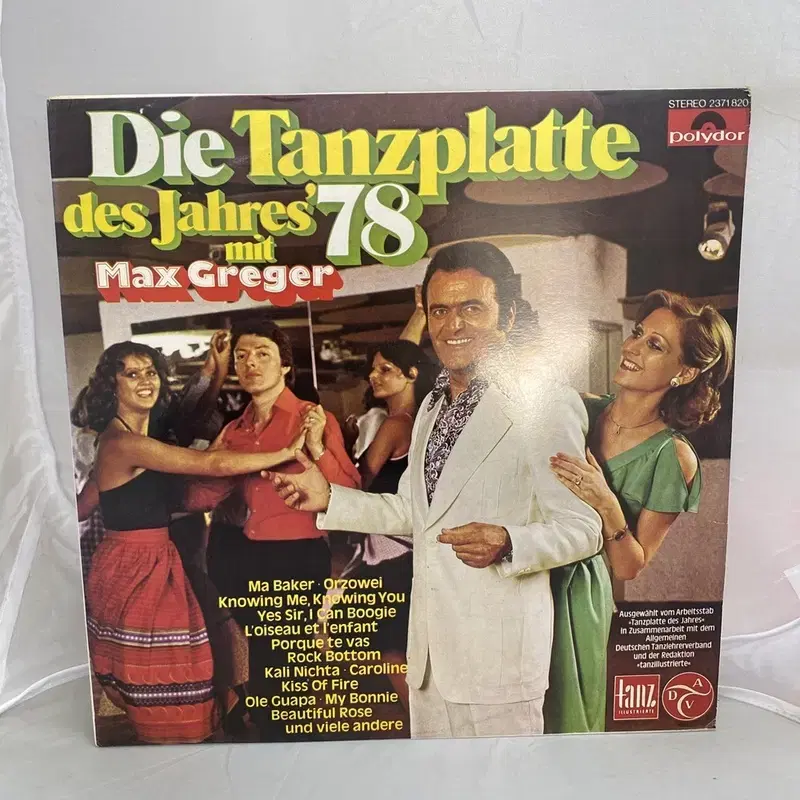 STEREO 2371 820
polydor
Die Tanzplatte
des Jahres '78
mit
Max Greger
Ma Baker · Orzowei
Knowing Me, Knowing You
Yes Sir, I Can Boogie
L'oiseau et l'enfant
Porque te vas
Rock Bottom
Kali Nichta · Caroline
Kiss Of Fire
Ole Guapa · My Bonnie
Beautiful Rose
und viele andere
Ausgewählt vom Arbeitsstab
»Tanzplatte des Jahres«
in Zusammenarbeit mit dem
Allgemeinen
Deutschen Tanzlehrerverband
und der Redaktion
»tanzillustrierte«
tanz
ILLUSTRIERTE
A
D
V